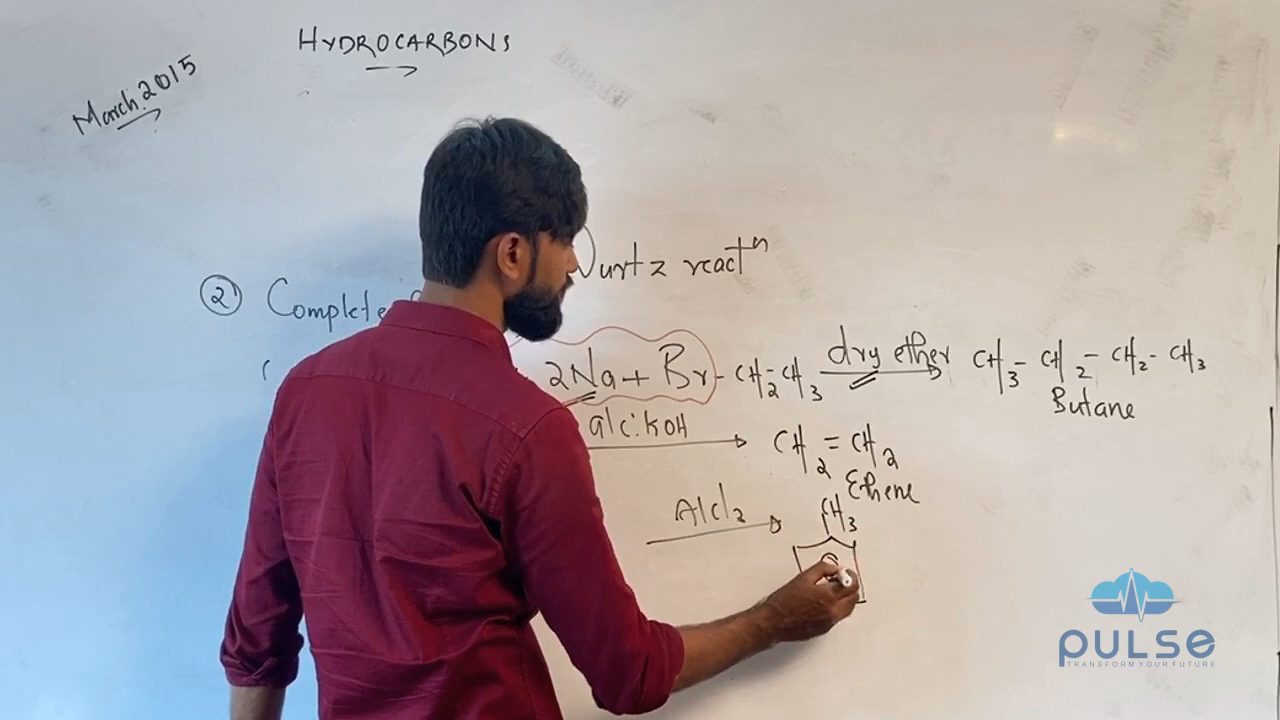 HYDROCARBONS
March.2015
Wurtz reactⁿ
② Complete
2Na + Br - CH₂-CH₃ dry ether CH₃ - CH₂ - CH₂ - CH₃
Butane
alc: KOH CH₂ = CH₂
Ethene
CH₃
PULSE
TRANSFORM YOUR FUTURE